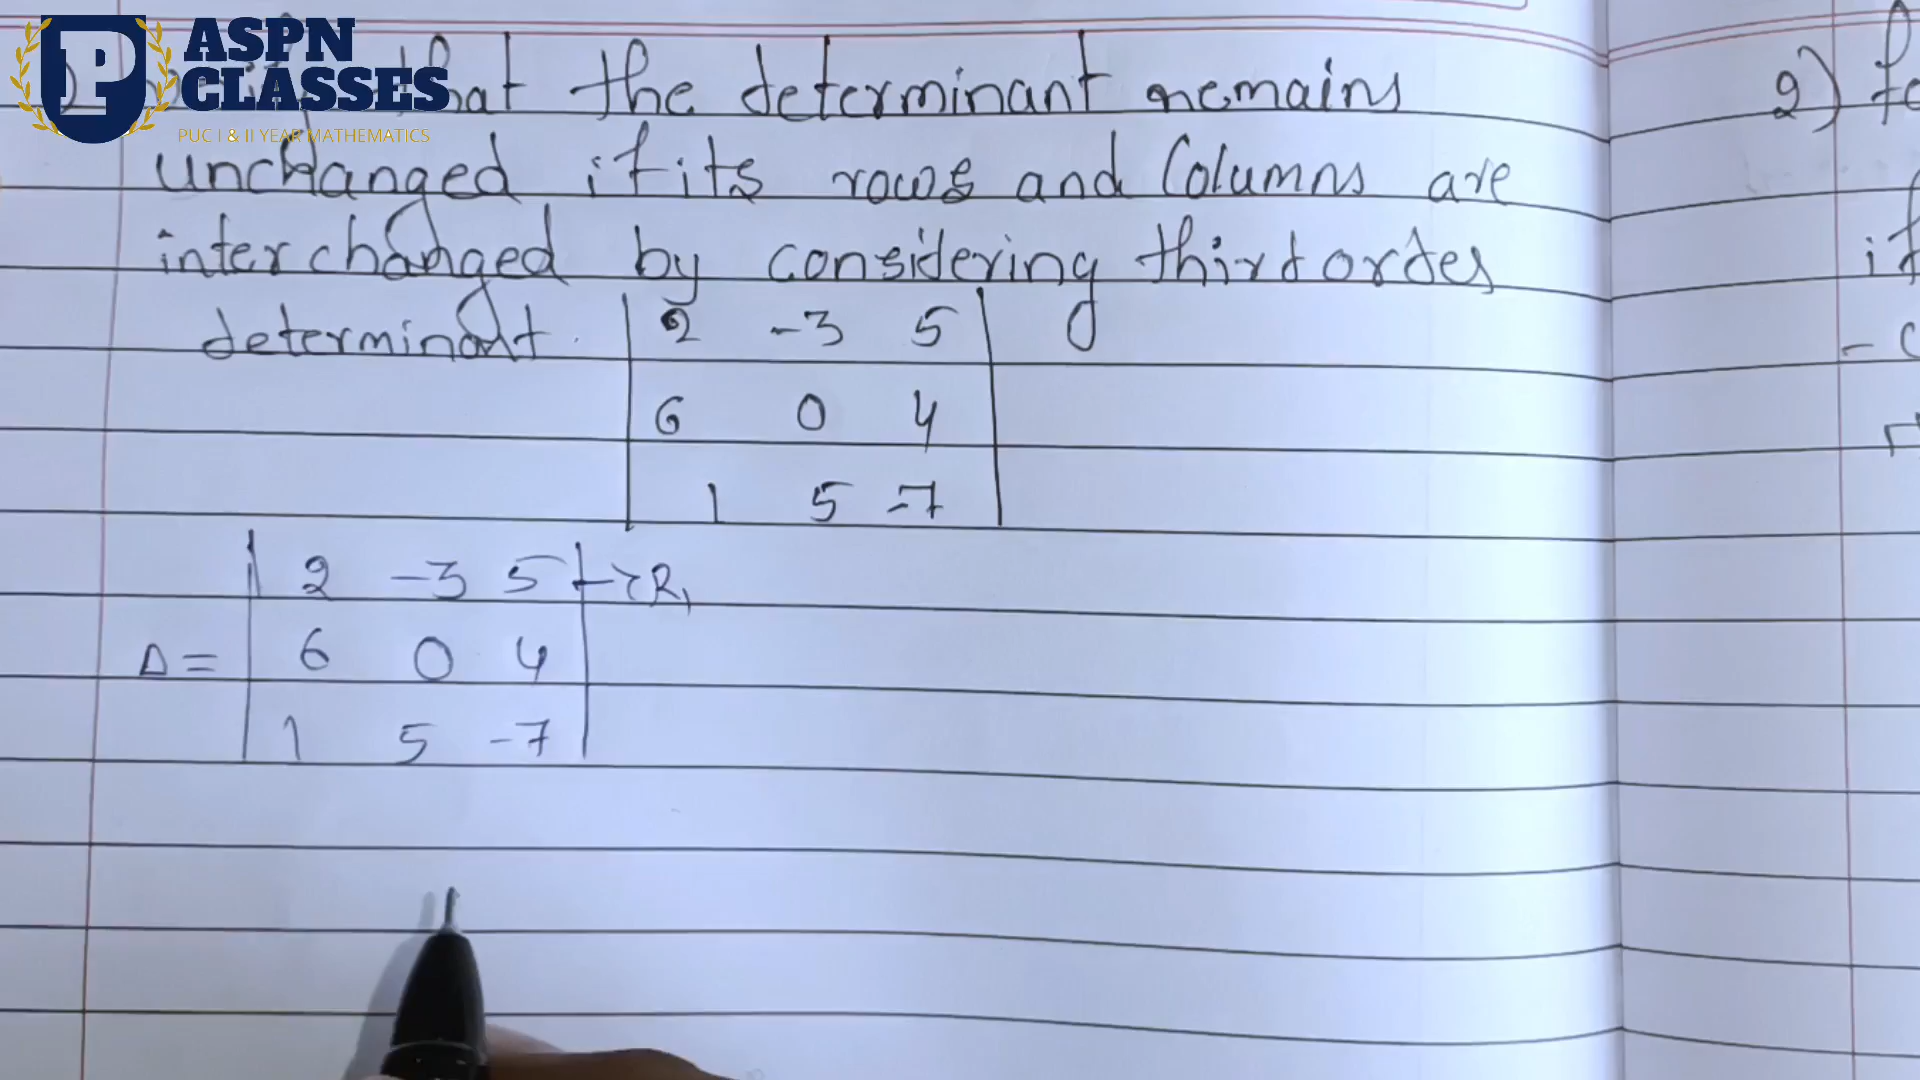 ASPN
CLASSES
PUC I & II YEAR MATHEMATICS
that the determinant remains
unchanged if its rows and Columns are
interchanged by considering third order
determinant. | 2 -3 5 |
6 0 4
1 5 -7
| 2 -3 5 | → R1
Δ = 6 0 4
1 5 -7
2)
if